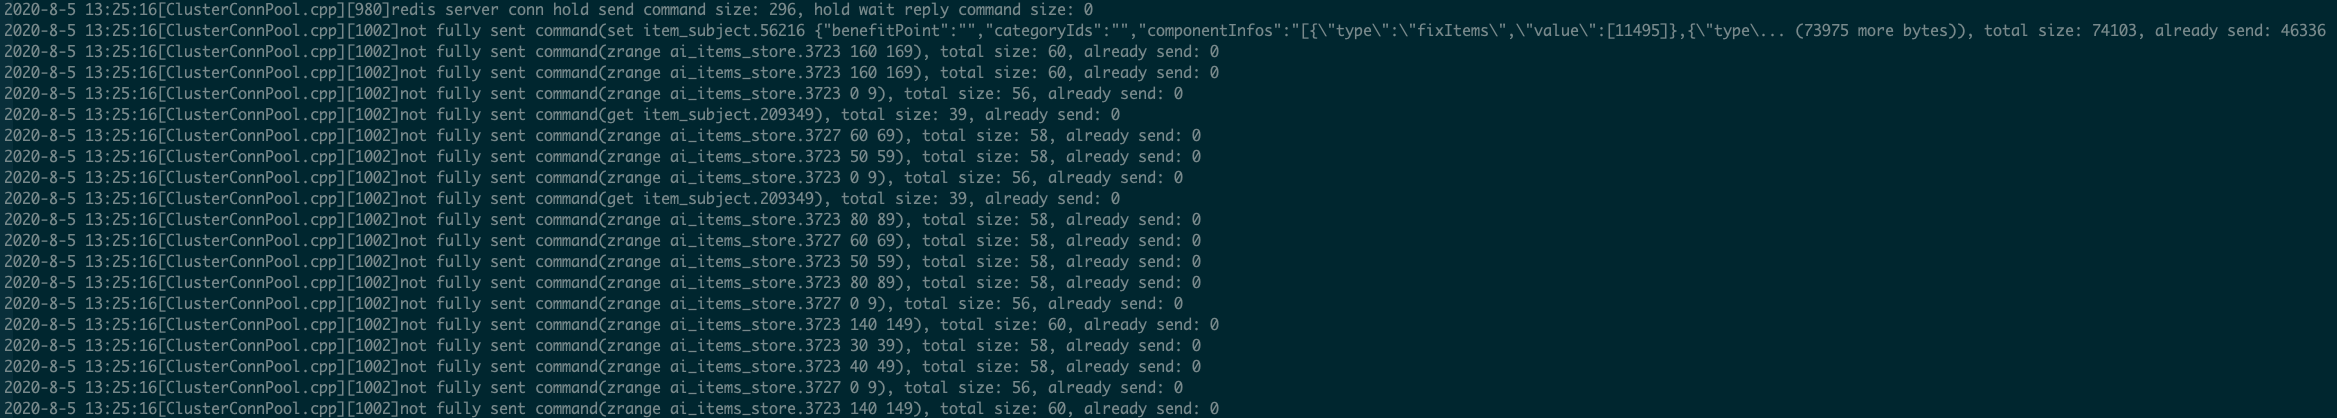 2020-8-5 13:25:16[ClusterConnPool.cpp][980]redis server conn hold send command size: 296, hold wait reply command size: 0
2020-8-5 13:25:16[ClusterConnPool.cpp][1002]not fully sent command(set item_subject.56216 {"benefitPoint":"","categoryIds":"","componentInfos":"[{\"type\":\"fixItems\",\"value\":[11495]},{\"type\... (73975 more bytes)), total size: 74103, already send: 46336
2020-8-5 13:25:16[ClusterConnPool.cpp][1002]not fully sent command(zrange ai_items_store.3723 160 169), total size: 60, already send: 0
2020-8-5 13:25:16[ClusterConnPool.cpp][1002]not fully sent command(zrange ai_items_store.3723 160 169), total size: 60, already send: 0
2020-8-5 13:25:16[ClusterConnPool.cpp][1002]not fully sent command(zrange ai_items_store.3723 0 9), total size: 56, already send: 0
2020-8-5 13:25:16[ClusterConnPool.cpp][1002]not fully sent command(get item_subject.209349), total size: 39, already send: 0
2020-8-5 13:25:16[ClusterConnPool.cpp][1002]not fully sent command(zrange ai_items_store.3727 60 69), total size: 58, already send: 0
2020-8-5 13:25:16[ClusterConnPool.cpp][1002]not fully sent command(zrange ai_items_store.3723 50 59), total size: 58, already send: 0
2020-8-5 13:25:16[ClusterConnPool.cpp][1002]not fully sent command(zrange ai_items_store.3723 0 9), total size: 56, already send: 0
2020-8-5 13:25:16[ClusterConnPool.cpp][1002]not fully sent command(get item_subject.209349), total size: 39, already send: 0
2020-8-5 13:25:16[ClusterConnPool.cpp][1002]not fully sent command(zrange ai_items_store.3723 80 89), total size: 58, already send: 0
2020-8-5 13:25:16[ClusterConnPool.cpp][1002]not fully sent command(zrange ai_items_store.3727 60 69), total size: 58, already send: 0
2020-8-5 13:25:16[ClusterConnPool.cpp][1002]not fully sent command(zrange ai_items_store.3723 50 59), total size: 58, already send: 0
2020-8-5 13:25:16[ClusterConnPool.cpp][1002]not fully sent command(zrange ai_items_store.3723 80 89), total size: 58, already send: 0
2020-8-5 13:25:16[ClusterConnPool.cpp][1002]not fully sent command(zrange ai_items_store.3727 0 9), total size: 56, already send: 0
2020-8-5 13:25:16[ClusterConnPool.cpp][1002]not fully sent command(zrange ai_items_store.3723 140 149), total size: 60, already send: 0
2020-8-5 13:25:16[ClusterConnPool.cpp][1002]not fully sent command(zrange ai_items_store.3723 30 39), total size: 58, already send: 0
2020-8-5 13:25:16[ClusterConnPool.cpp][1002]not fully sent command(zrange ai_items_store.3723 40 49), total size: 58, already send: 0
2020-8-5 13:25:16[ClusterConnPool.cpp][1002]not fully sent command(zrange ai_items_store.3727 0 9), total size: 56, already send: 0
2020-8-5 13:25:16[ClusterConnPool.cpp][1002]not fully sent command(zrange ai_items_store.3723 140 149), total size: 60, already send: 0